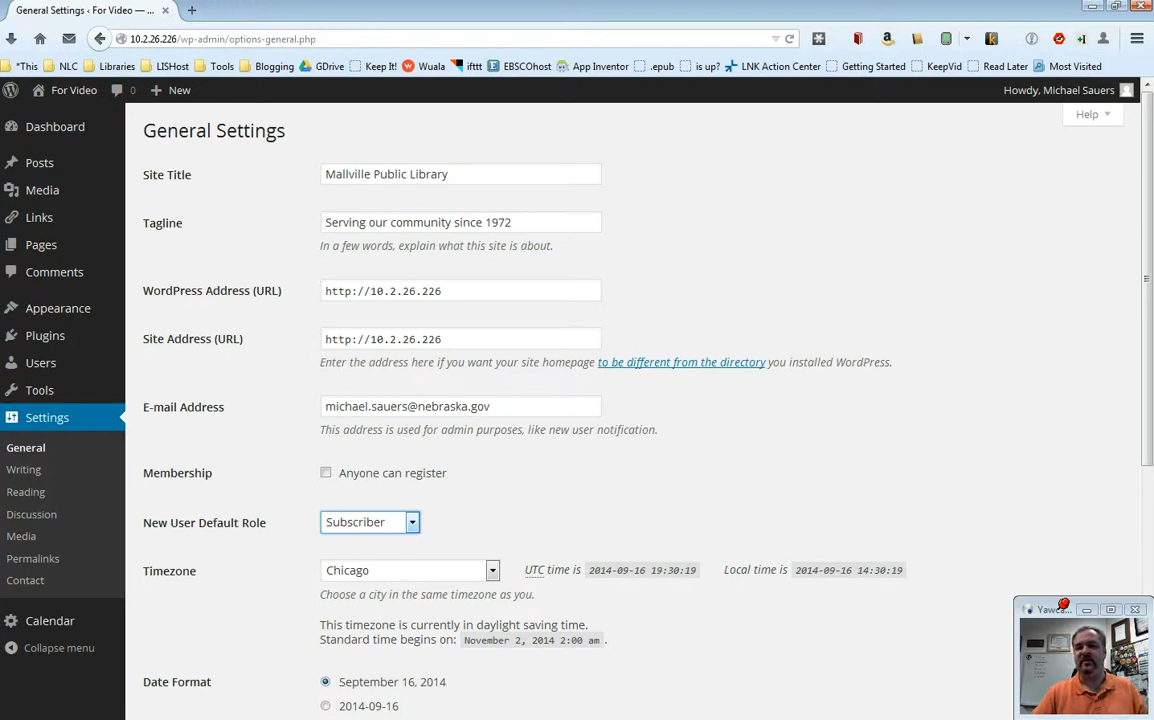 General Settings ‹ For Video — ...
10.2.26.226/wp-admin/options-general.php
*This NLC Libraries LISHost Tools Blogging GDrive Keep It! Wuala ifttt EBSCOhost App Inventor .epub is up? LNK Action Center Getting Started KeepVid Read Later Most Visited
For Video 0 New Howdy, Michael Sauers
Help
Dashboard
Posts
Media
Links
Pages
Comments
Appearance
Plugins
Users
Tools
Settings
General
Writing
Reading
Discussion
Media
Permalinks
Contact
Calendar
Collapse menu
General Settings
Site Title Mallville Public Library
Tagline Serving our community since 1972
In a few words, explain what this site is about.
WordPress Address (URL) http://10.2.26.226
Site Address (URL) http://10.2.26.226
Enter the address here if you want your site homepage to be different from the directory you installed WordPress.
E-mail Address michael.sauers@nebraska.gov
This address is used for admin purposes, like new user notification.
Membership Anyone can register
New User Default Role Subscriber
Timezone Chicago UTC time is 2014-09-16 19:30:19 Local time is 2014-09-16 14:30:19
Choose a city in the same timezone as you.
This timezone is currently in daylight saving time.
Standard time begins on: November 2, 2014 2:00 am .
Date Format September 16, 2014
2014-09-16
Yawca...